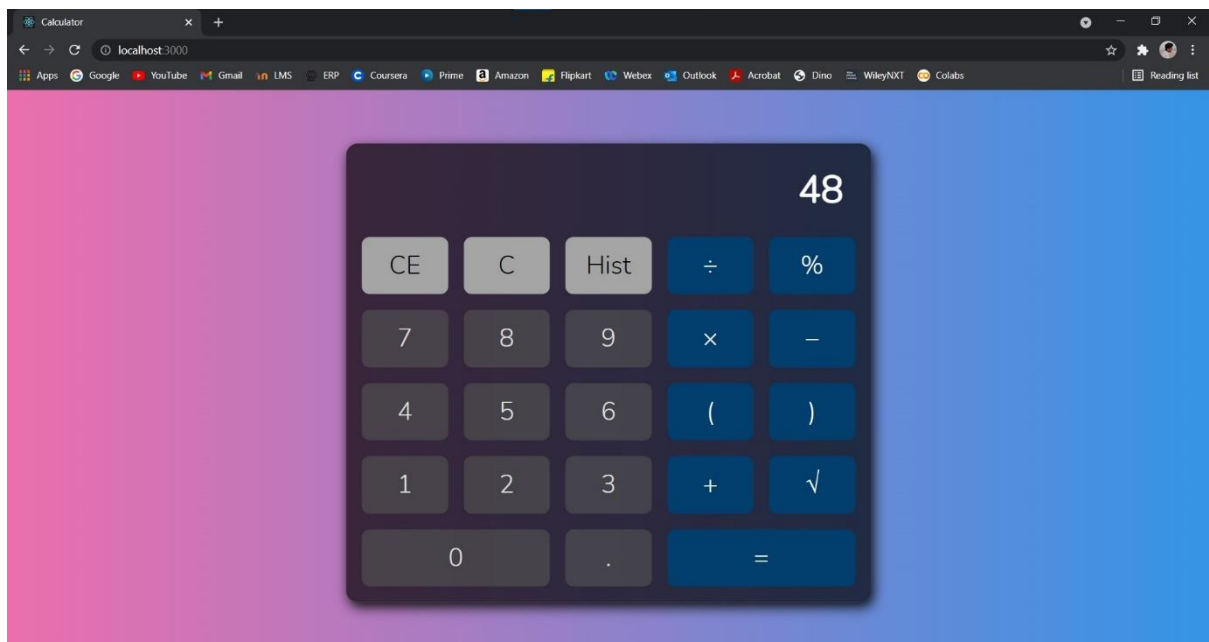 Calculator
localhost:3000
Apps Google YouTube Gmail LMS ERP Coursera Prime Amazon Flipkart Webex Outlook Acrobat Dino WileyNXT Colabs Reading list
48
CE C Hist ÷ %
7 8 9 × −
4 5 6 ( )
1 2 3 + √
0 . =